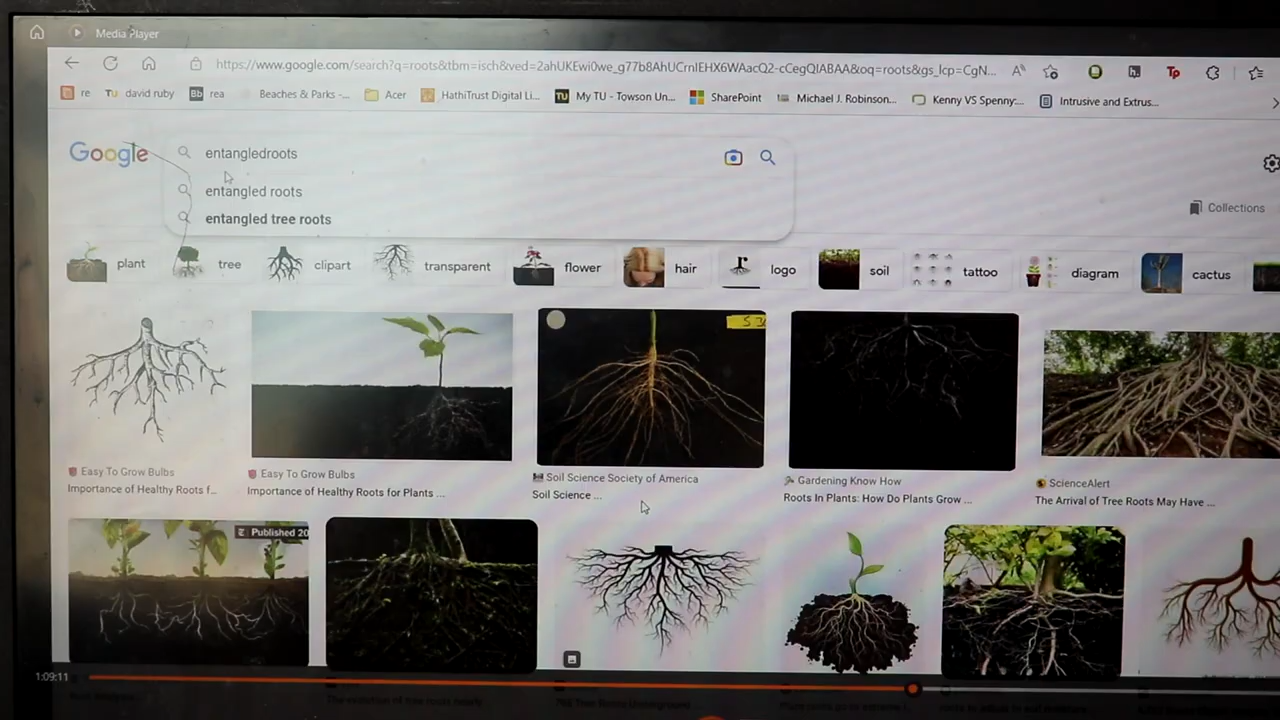 Media Player
https://www.google.com/search?q=roots&tbm=isch&ved=2ahUKEwi0we_g77b8AhUCrnIEHX6WAacQ2-cCegQIABAA&oq=roots&gs_lcp=CgN...
re TU david ruby Bb rea Beaches & Parks -... Acer HathiTrust Digital Li... TU My TU - Towson Un... SharePoint Michael J. Robinson... Kenny VS Spenny:... Intrusive and Extrus...
Google entangledroots
entangled roots
entangled tree roots
Collections
plant tree clipart transparent flower hair logo soil tattoo diagram cactus
Easy To Grow Bulbs
Importance of Healthy Roots f...
Easy To Grow Bulbs
Importance of Healthy Roots for Plants ...
Soil Science Society of America
Soil Science ...
Gardening Know How
Roots In Plants: How Do Plants Grow ...
ScienceAlert
The Arrival of Tree Roots May Have ...
Published 20
1:09:11